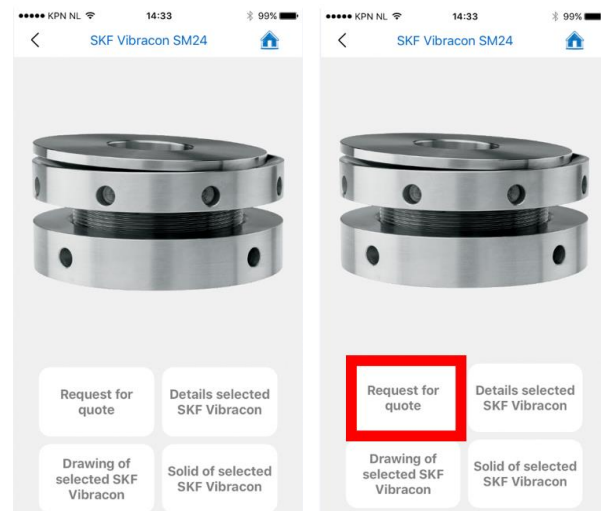 KPN NL 14:33 99%
SKF Vibracon SM24
Request for
quote
Details selected
SKF Vibracon
Drawing of
selected SKF
Vibracon
Solid of selected
SKF Vibracon
KPN NL 14:33 99%
SKF Vibracon SM24
Request for
quote
Details selected
SKF Vibracon
Drawing of
selected SKF
Vibracon
Solid of selected
SKF Vibracon